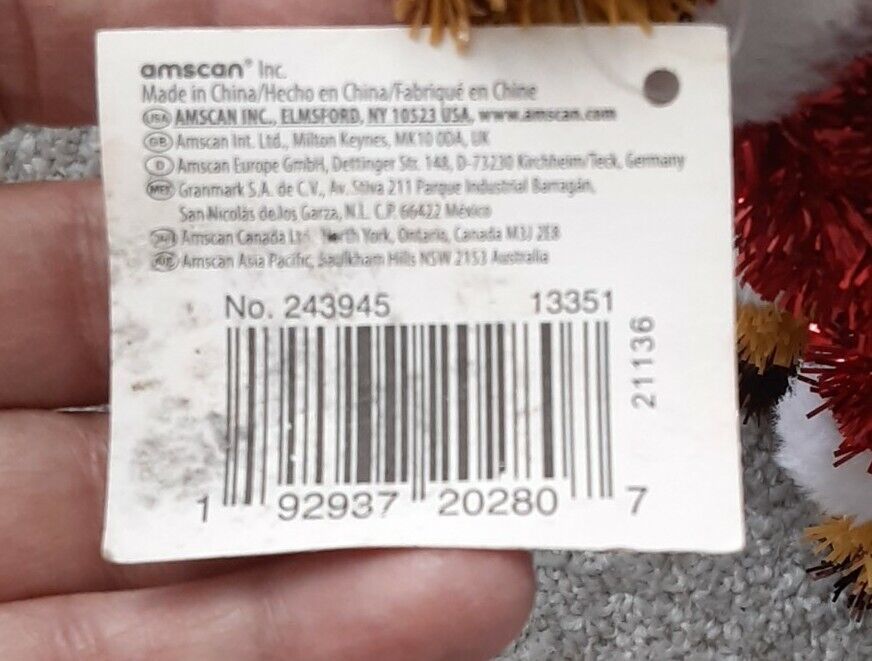 amscan® Inc.
Made in China/Hecho en China/Fabriqué en Chine
USA AMSCAN INC., ELMSFORD, NY 10523 USA, www.amscan.com
GB Amscan Int. Ltd., Milton Keynes, MK10 0DA, UK
D Amscan Europe GmbH, Dettinger Str. 148, D-73230 Kirchheim/Teck, Germany
MEX Granmark S.A. de C.V., Av. Stiva 211 Parque Industrial Barragán,
San Nicolás de los Garza, N.L. C.P. 66422 México
Amscan Canada Ltd. North York, Ontario, Canada M3J 2E8
Amscan Asia Pacific, Baulkham Hills NSW 2153 Australia
No. 243945 13351
21136
1 92937 20280 7